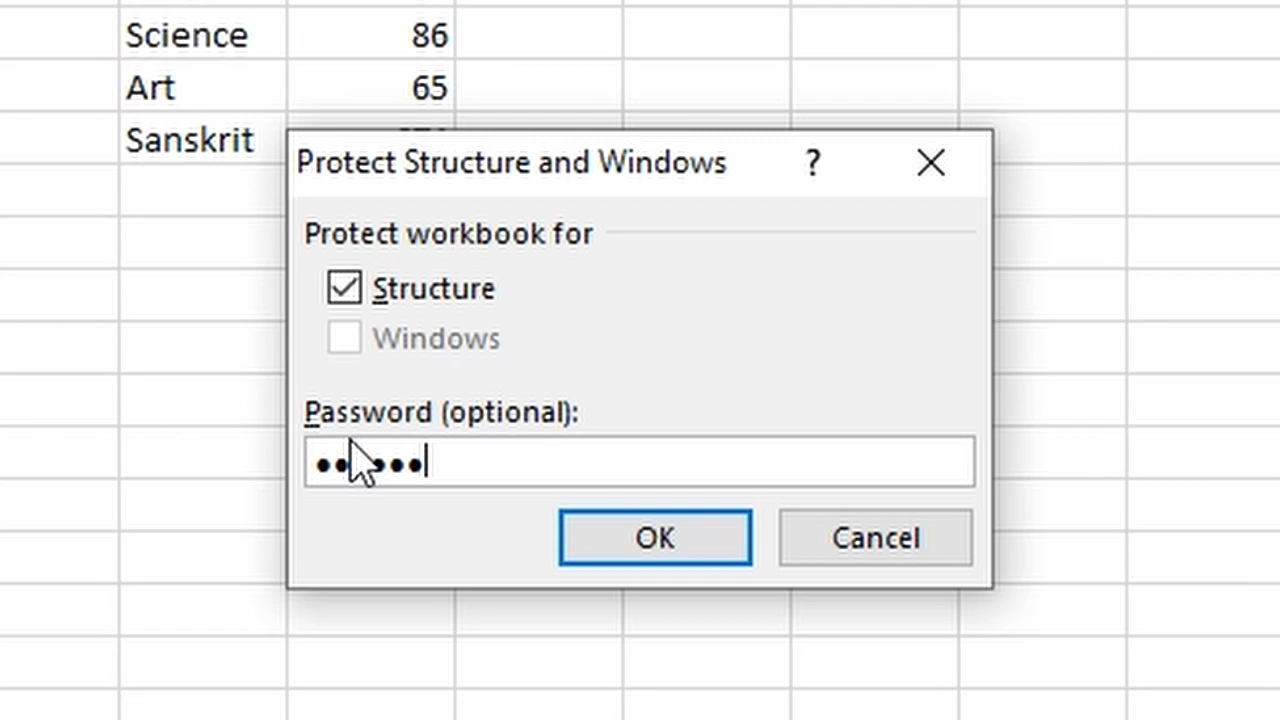 Science 86
Art 65
Sanskrit
Protect Structure and Windows ? 
Protect workbook for
Structure
Windows
Password (optional):
OK Cancel